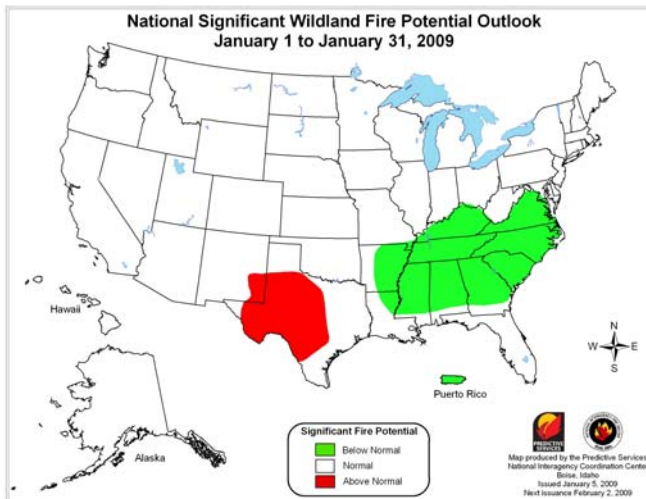 National Significant Wildland Fire Potential Outlook
January 1 to January 31, 2009
Hawaii
Alaska
Puerto Rico
N
W E
S
Significant Fire Potential
Below Normal
Normal
Above Normal
PREDICTIVE
SERVICES
Map produced by the Predictive Services
National Interagency Coordination Center
Boise, Idaho
Issued January 5, 2009
Next issuance February 2, 2009